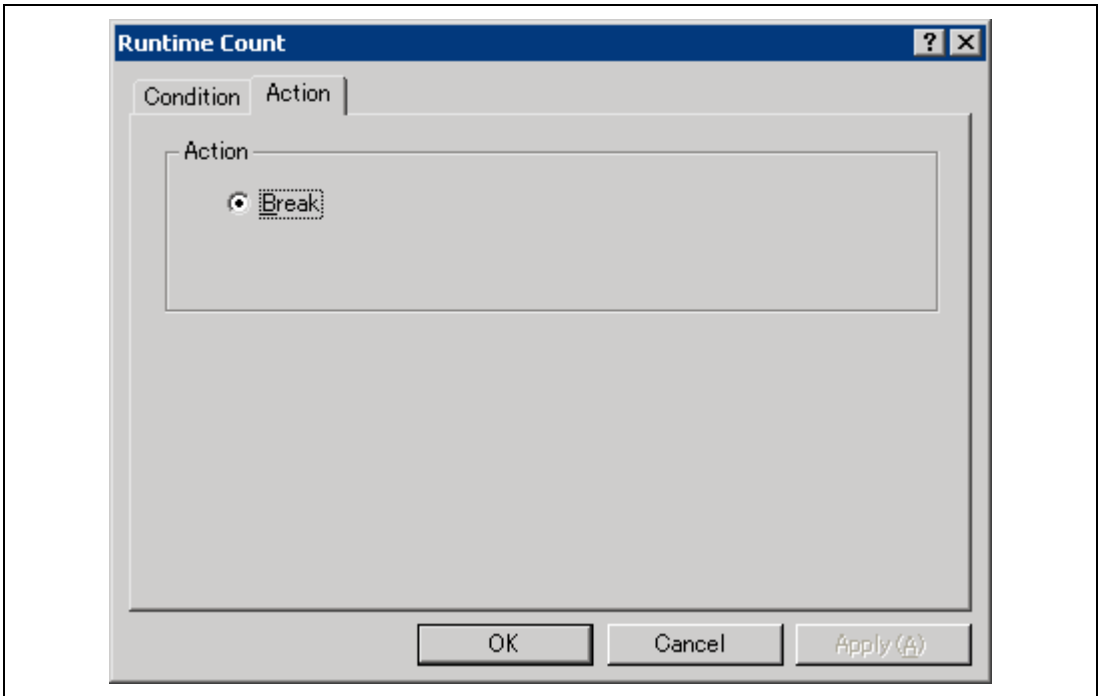 Runtime Count
Condition Action
Action
Break
OK Cancel Apply(A)